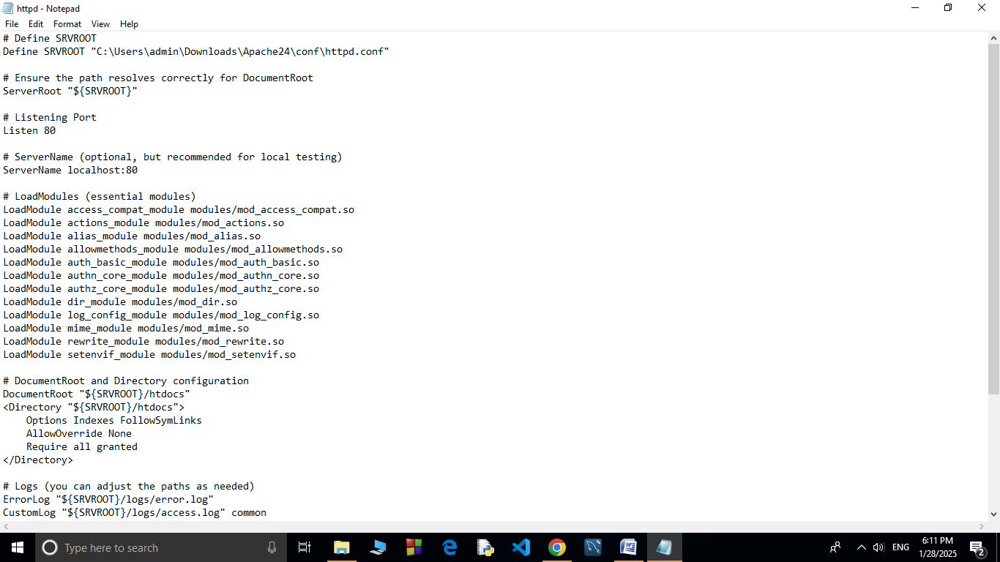 httpd - Notepad
File Edit Format View Help
# Define SRVROOT
Define SRVROOT "C:\Users\admin\Downloads\Apache24\conf\httpd.conf"
# Ensure the path resolves correctly for DocumentRoot
ServerRoot "${SRVROOT}"
# Listening Port
Listen 80
# ServerName (optional, but recommended for local testing)
ServerName localhost:80
# LoadModules (essential modules)
LoadModule access_compat_module modules/mod_access_compat.so
LoadModule actions_module modules/mod_actions.so
LoadModule alias_module modules/mod_alias.so
LoadModule allowmethods_module modules/mod_allowmethods.so
LoadModule auth_basic_module modules/mod_auth_basic.so
LoadModule authn_core_module modules/mod_authn_core.so
LoadModule authz_core_module modules/mod_authz_core.so
LoadModule dir_module modules/mod_dir.so
LoadModule log_config_module modules/mod_log_config.so
LoadModule mime_module modules/mod_mime.so
LoadModule rewrite_module modules/mod_rewrite.so
LoadModule setenvif_module modules/mod_setenvif.so
# DocumentRoot and Directory configuration
DocumentRoot "${SRVROOT}/htdocs"
<Directory "${SRVROOT}/htdocs">
    Options Indexes FollowSymLinks
    AllowOverride None
    Require all granted
</Directory>
# Logs (you can adjust the paths as needed)
ErrorLog "${SRVROOT}/logs/error.log"
CustomLog "${SRVROOT}/logs/access.log" common
Type here to search
ENG
6:11 PM
1/28/2025
2